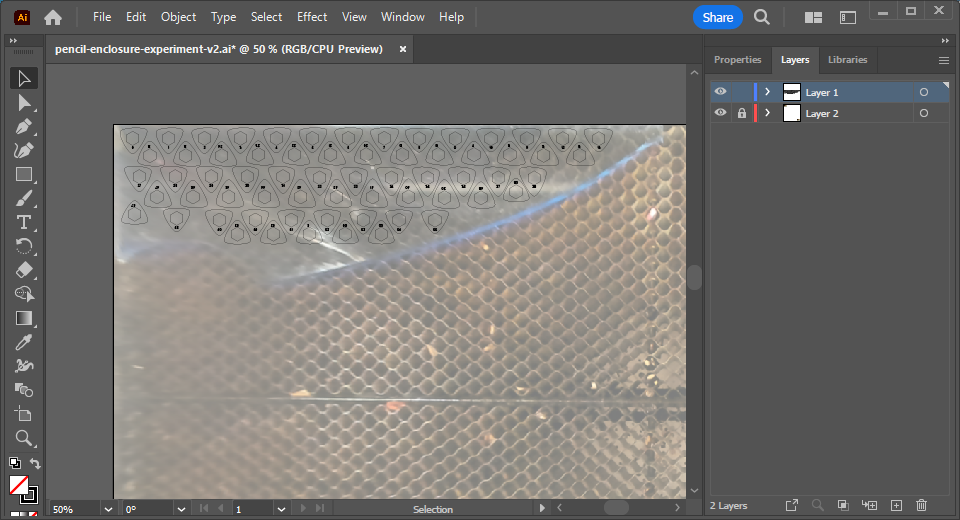 Ai File Edit Object Type Select Effect View Window Help Share
pencil-enclosure-experiment-v2.ai* @ 50 % (RGB/CPU Preview)
Properties Layers Libraries
Layer 1
Layer 2
50% 0° 1 Selection
2 Layers